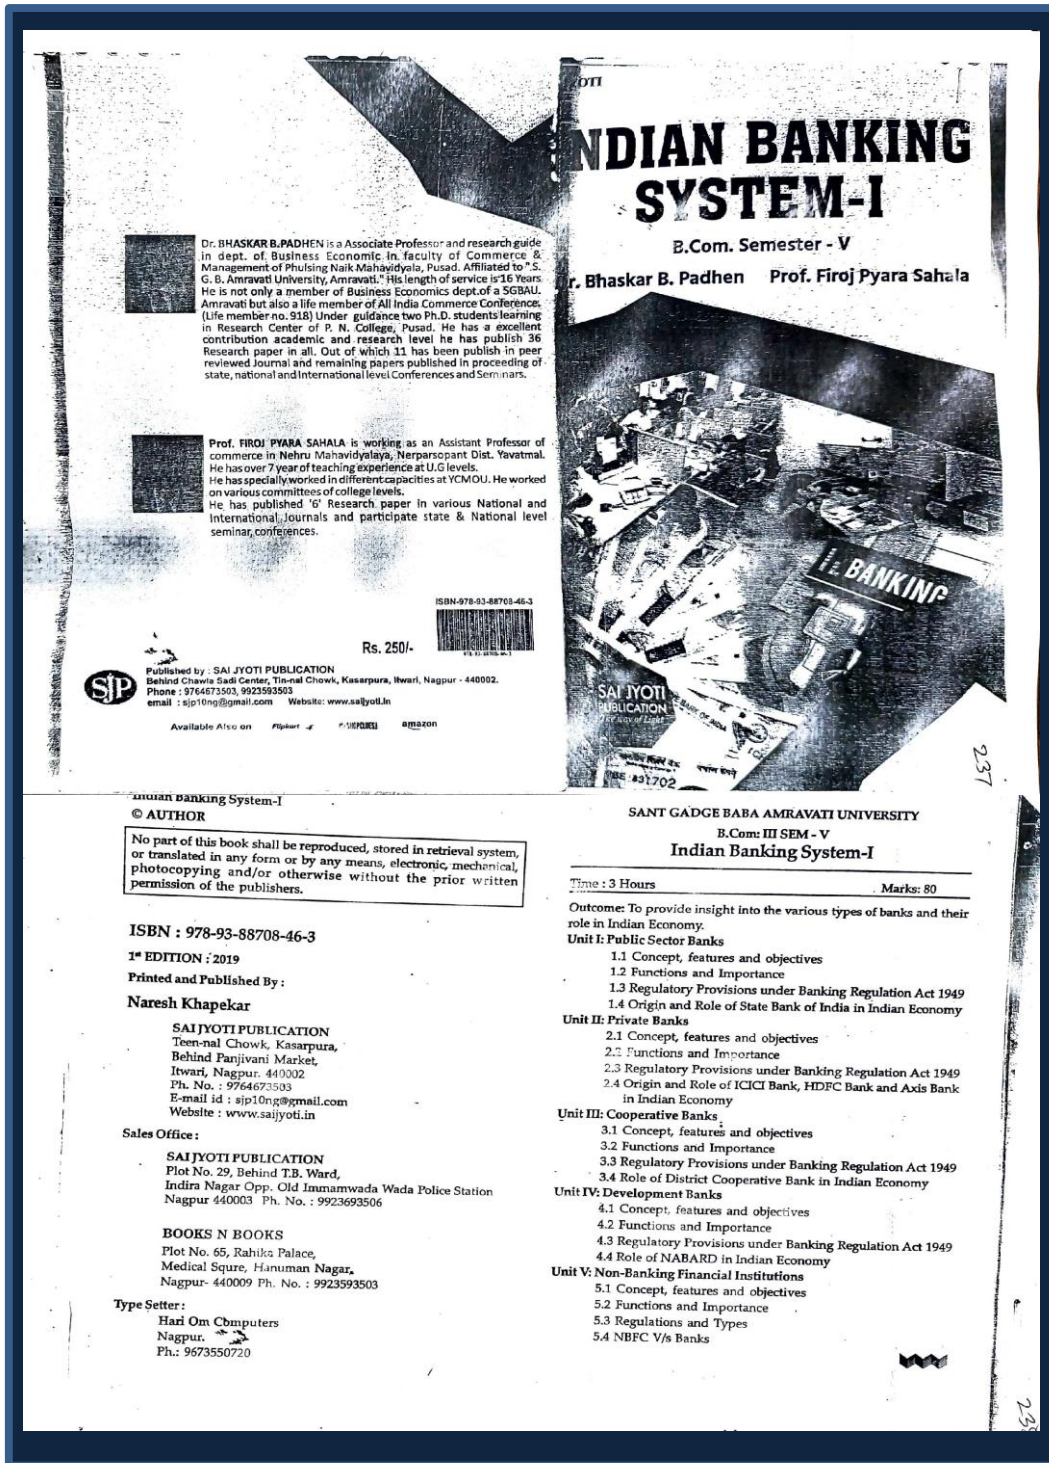 Dr. BHASKAR B.PADHEN is a Associate Professor and research guide
in dept. of Business Economic in faculty of Commerce &
Management of Phulsing Naik Mahavidyala, Pusad. Affiliated to "S.
G. B. Amravati University, Amravati." His length of service is 16 Years
He is not only a member of Business Economics dept.of a SGBAU.
Amravati but also a life member of All India Commerce Conference.
(Life member no. 918) Under guidance two Ph.D. students learning
in Research Center of P. N. College, Pusad. He has a excellent
contribution academic and research level he has publish 36
Research paper in all. Out of which 11 has been publish in peer
reviewed Journal and remaining papers published in proceeding of
state, national and International level Conferences and Seminars.
Prof. FIROJ PYARA SAHALA is working as an Assistant Professor of
commerce in Nehru Mahavidyalaya, Nerparsopant Dist. Yavatmal.
He has over 7 year of teaching experience at U.G levels.
He has specially worked in different capacities at YCMOU. He worked
on various committees of college levels.
He has published '6' Research paper in various National and
International Journals and participate state & National level
seminar, conferences.
ISBN-978-93-88708-46-3
Rs. 250/-
SJP
Published by : SAI JYOTI PUBLICATION
Behind Chawla Sadi Center, Tin-nal Chowk, Kasarpura, Itwari, Nagpur - 440002.
Phone : 9764673503, 9923593503
email : sjp10ng@gmail.com Website: www.saijyoti.in
Available Also on Flipkart amazon
OTI
NDIAN BANKING
SYSTEM-I
B.Com. Semester - V
r. Bhaskar B. Padhen Prof. Firoj Pyara Sahala
BANKING
SAI JYOTI
PUBLICATION
BANK OF INDIA
237
Indian Banking System-I
© AUTHOR
No part of this book shall be reproduced, stored in retrieval system,
or translated in any form or by any means, electronic, mechanical,
photocopying and/or otherwise without the prior written
permission of the publishers.
ISBN : 978-93-88708-46-3
1st EDITION : 2019
Printed and Published By :
Naresh Khapekar
SAI JYOTI PUBLICATION
Teen-nal Chowk, Kasarpura,
Behind Panjivani Market,
Itwari, Nagpur. 440002
Ph. No. : 9764673503
E-mail id : sjp10ng@gmail.com
Website : www.saijyoti.in
Sales Office :
SAI JYOTI PUBLICATION
Plot No. 29, Behind T.B. Ward,
Indira Nagar Opp. Old Immamwada Wada Police Station
Nagpur 440003 Ph. No. : 9923693506
BOOKS N BOOKS
Plot No. 65, Rahika Palace,
Medical Squre, Hanuman Nagar,
Nagpur- 440009 Ph. No. : 9923593503
Type Setter :
Hari Om Computers
Nagpur.
Ph.: 9673550720
SANT GADGE BABA AMRAVATI UNIVERSITY
B.Com: III SEM - V
Indian Banking System-I
Time : 3 Hours Marks: 80
Outcome: To provide insight into the various types of banks and their
role in Indian Economy.
Unit I: Public Sector Banks
1.1 Concept, features and objectives
1.2 Functions and Importance
1.3 Regulatory Provisions under Banking Regulation Act 1949
1.4 Origin and Role of State Bank of India in Indian Economy
Unit II: Private Banks
2.1 Concept, features and objectives
2.2 Functions and Importance
2.3 Regulatory Provisions under Banking Regulation Act 1949
2.4 Origin and Role of ICICI Bank, HDFC Bank and Axis Bank
in Indian Economy
Unit III: Cooperative Banks
3.1 Concept, features and objectives
3.2 Functions and Importance
3.3 Regulatory Provisions under Banking Regulation Act 1949
3.4 Role of District Cooperative Bank in Indian Economy
Unit IV: Development Banks
4.1 Concept, features and objectives
4.2 Functions and Importance
4.3 Regulatory Provisions under Banking Regulation Act 1949
4.4 Role of NABARD in Indian Economy
Unit V: Non-Banking Financial Institutions
5.1 Concept, features and objectives
5.2 Functions and Importance
5.3 Regulations and Types
5.4 NBFC V/s Banks